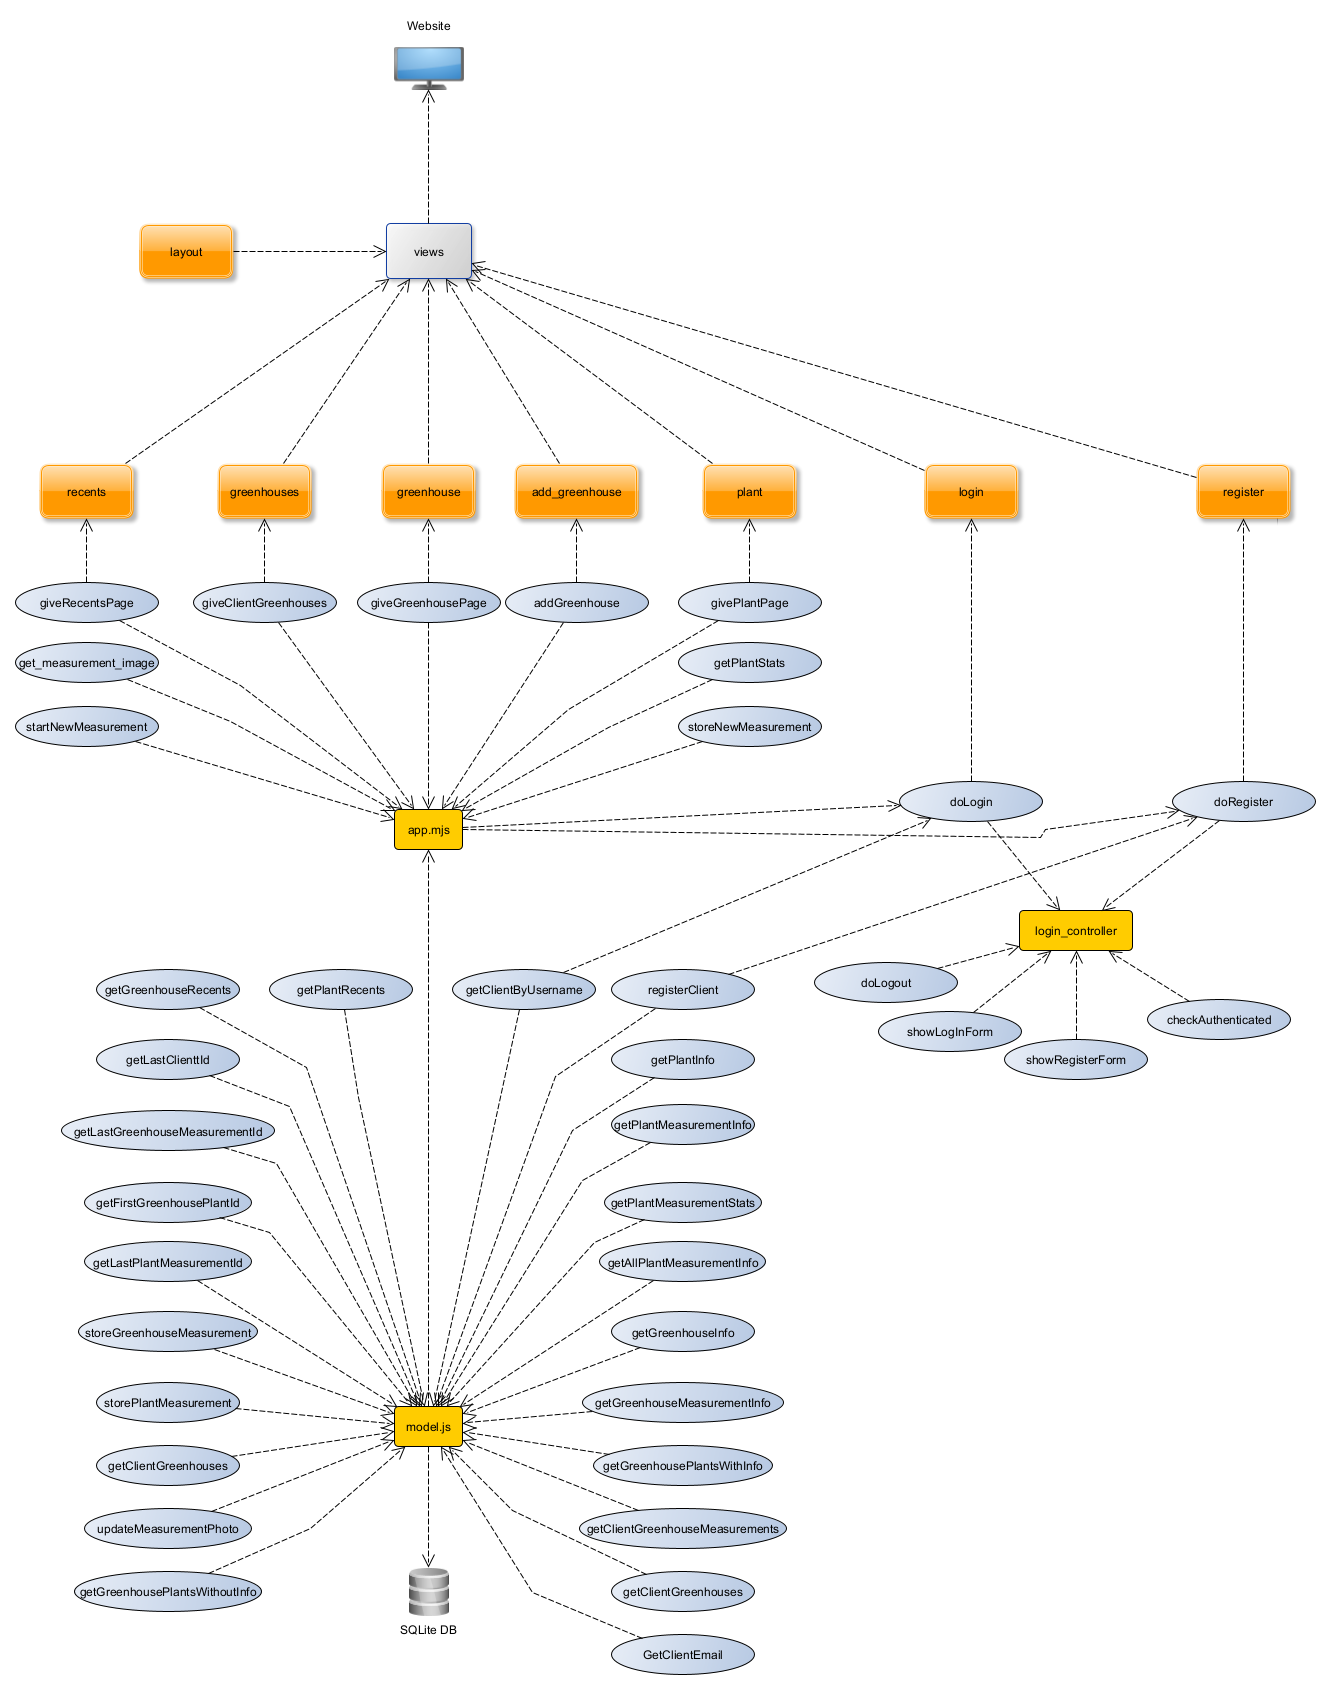 Website
layout
views
recents
greenhouses
greenhouse
add_greenhouse
plant
login
register
giveRecentsPage
giveClientGreenhouses
giveGreenhousePage
addGreenhouse
givePlantPage
get_measurement_image
getPlantStats
startNewMeasurement
storeNewMeasurement
doLogin
doRegister
app.mjs
login_controller
doLogout
showLogInForm
showRegisterForm
checkAuthenticated
getGreenhouseRecents
getPlantRecents
getClientByUsername
registerClient
getLastClienttId
getPlantInfo
getLastGreenhouseMeasurementId
getPlantMeasurementInfo
getFirstGreenhousePlantId
getPlantMeasurementStats
getLastPlantMeasurementId
getAllPlantMeasurementInfo
storeGreenhouseMeasurement
getGreenhouseInfo
storePlantMeasurement
getGreenhouseMeasurementInfo
model.js
getClientGreenhouses
getGreenhousePlantsWithInfo
updateMeasurementPhoto
getClientGreenhouseMeasurements
getGreenhousePlantsWithoutInfo
getClientGreenhouses
SQLite DB
GetClientEmail